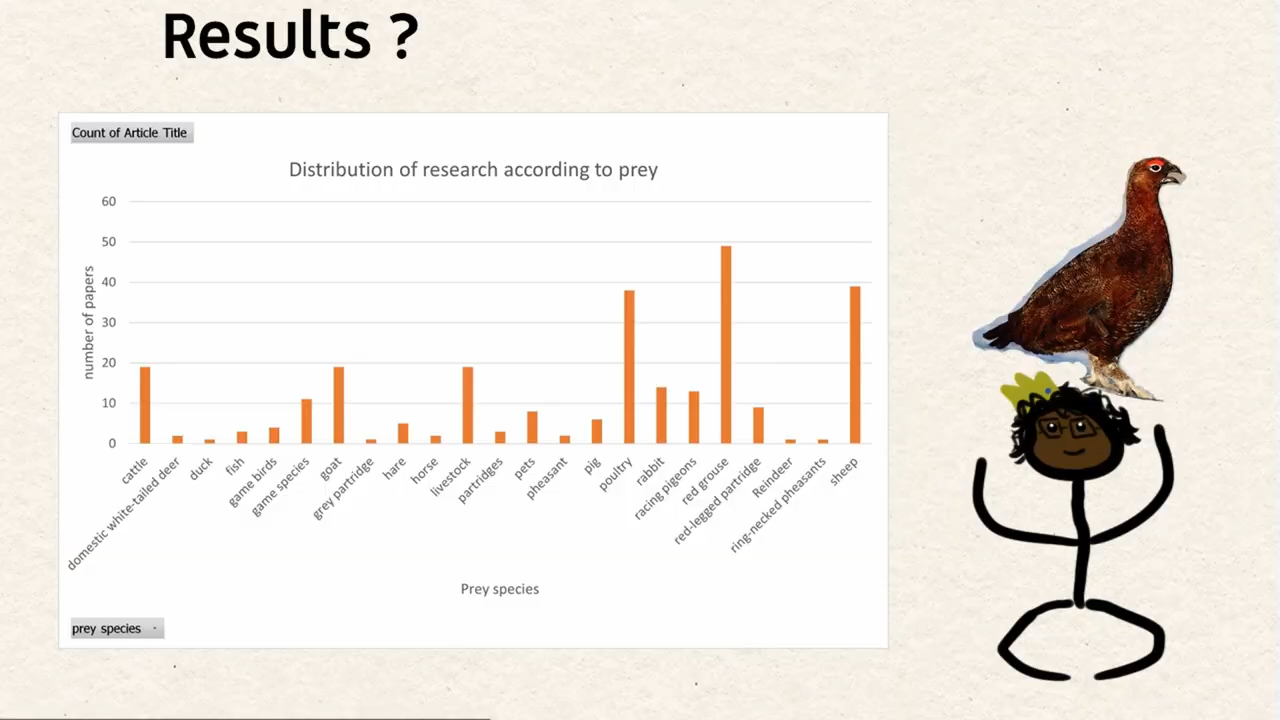 Results ?
Count of Article Title
Distribution of research according to prey
60
50
40
30
20
10
0
number of papers
cattle
domestic white-tailed deer
duck
fish
game birds
game species
goat
grey partridge
hare
horse
livestock
partridges
pets
pheasant
pig
poultry
rabbit
racing pigeons
red grouse
red-legged partridge
Reindeer
ring-necked pheasants
sheep
Prey species
prey species